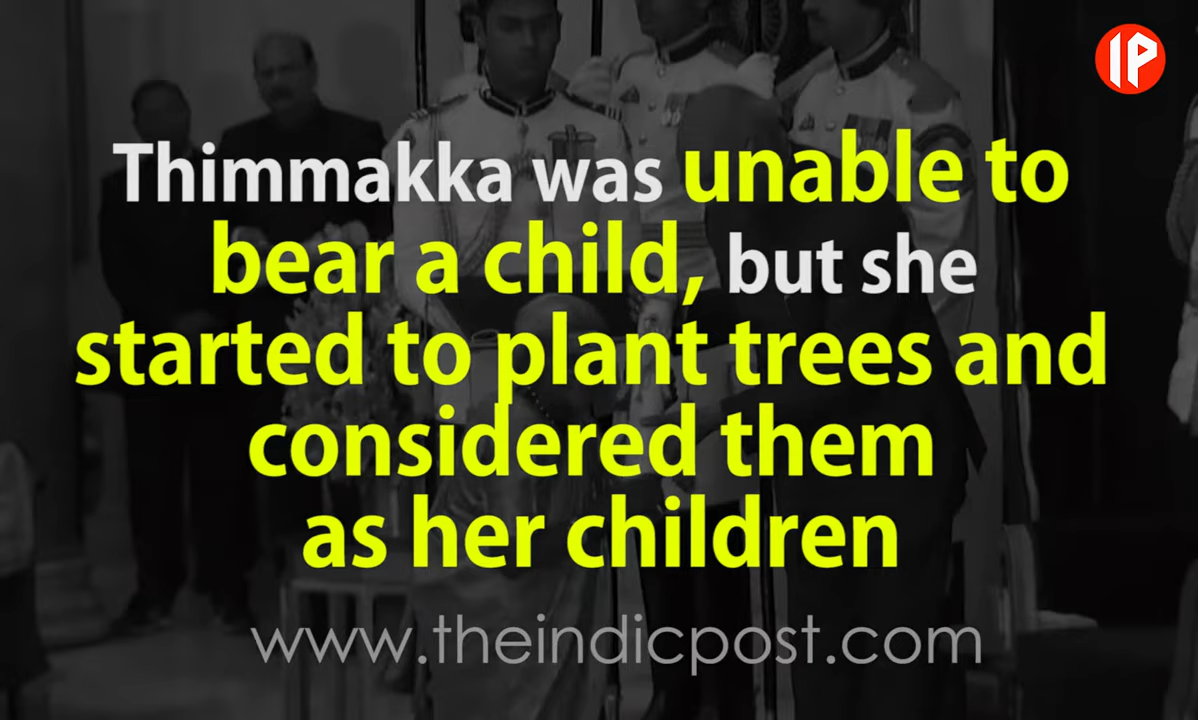 IP
Thimmakka was unable to
bear a child, but she
started to plant trees and
considered them
as her children
www.theindicpost.com